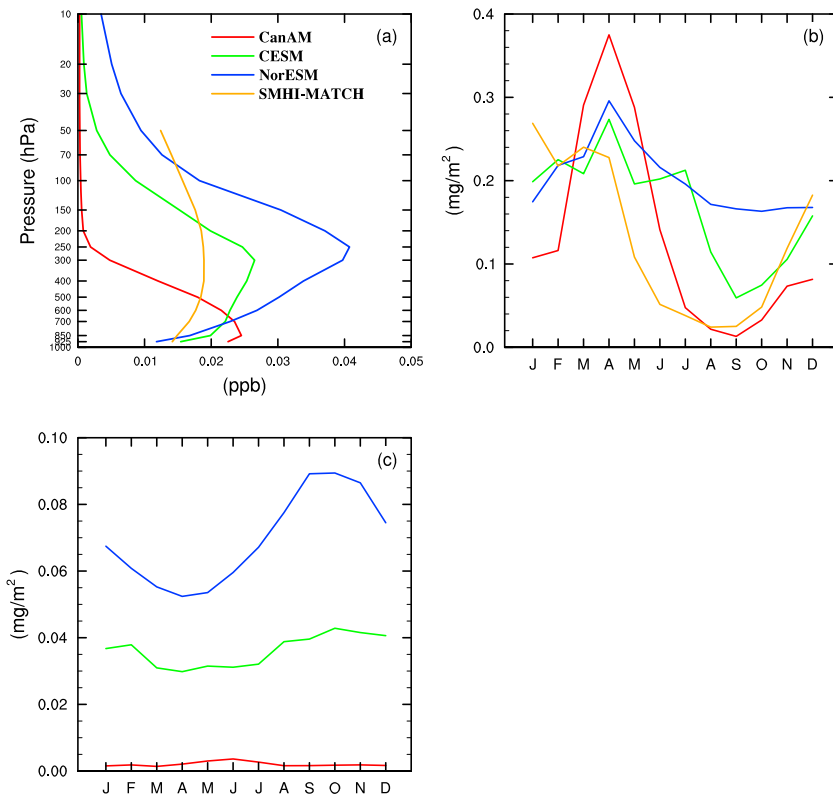 10
20
30
50
70
100
150
200
250
300
400
500
600
700
850
925
1000
Pressure (hPa)
CanAM
CESM
NorESM
SMHI-MATCH
(a)
0 0.01 0.02 0.03 0.04 0.05
(ppb)
(b)
0.4
0.3
0.2
0.1
0.0
(mg/m²)
J F M A M J J A S O N D
(c)
0.10
0.08
0.06
0.04
0.02
0.00
(mg/m²)
J F M A M J J A S O N D